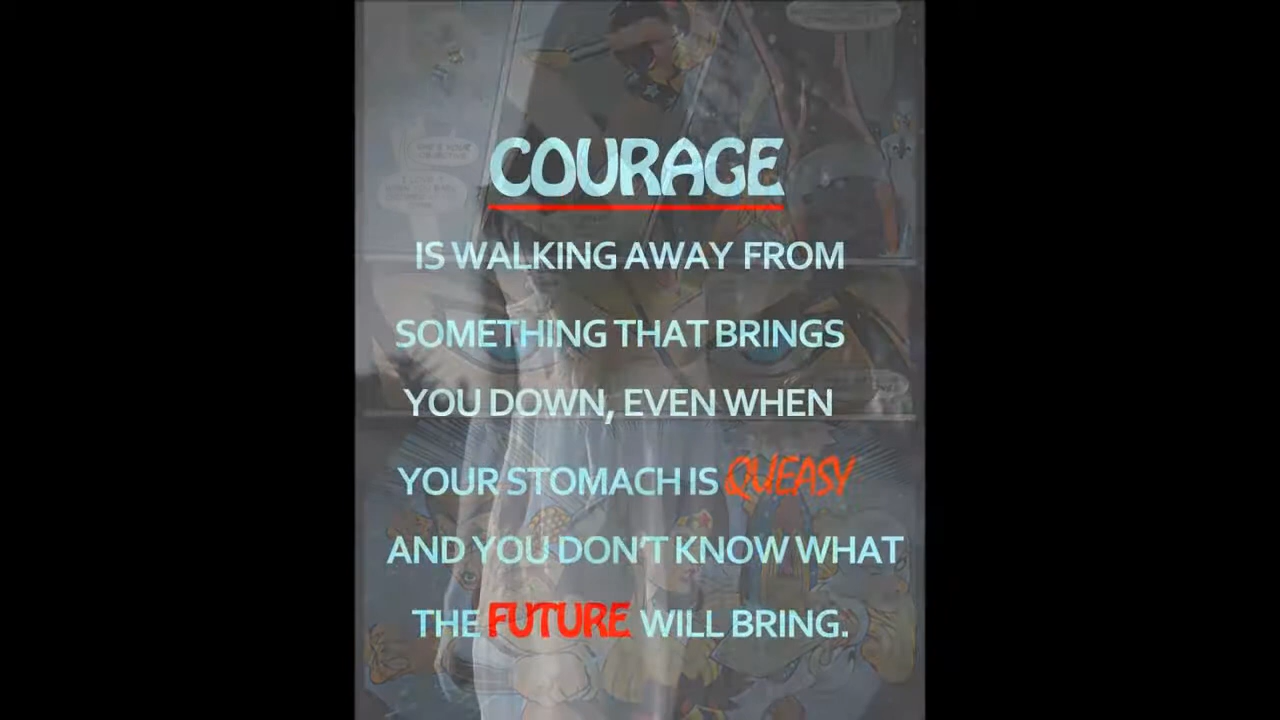 COURAGE
IS WALKING AWAY FROM
SOMETHING THAT BRINGS
YOU DOWN, EVEN WHEN
YOUR STOMACH IS QUEASY
AND YOU DON'T KNOW WHAT
THE FUTURE WILL BRING.